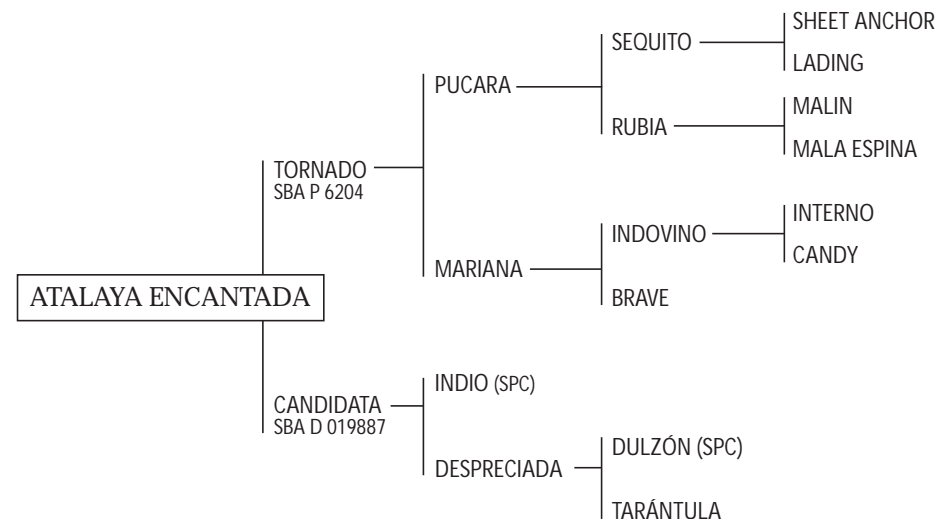 SHEET ANCHOR
SEQUITO
LADING
PUCARA
MALIN
RUBIA
MALA ESPINA
TORNADO
SBA P 6204
INTERNO
INDOVINO
CANDY
MARIANA
BRAVE
ATALAYA ENCANTADA
INDIO (SPC)
CANDIDATA
SBA D 019887
DULZÓN (SPC)
DESPRECIADA
TARÁNTULA